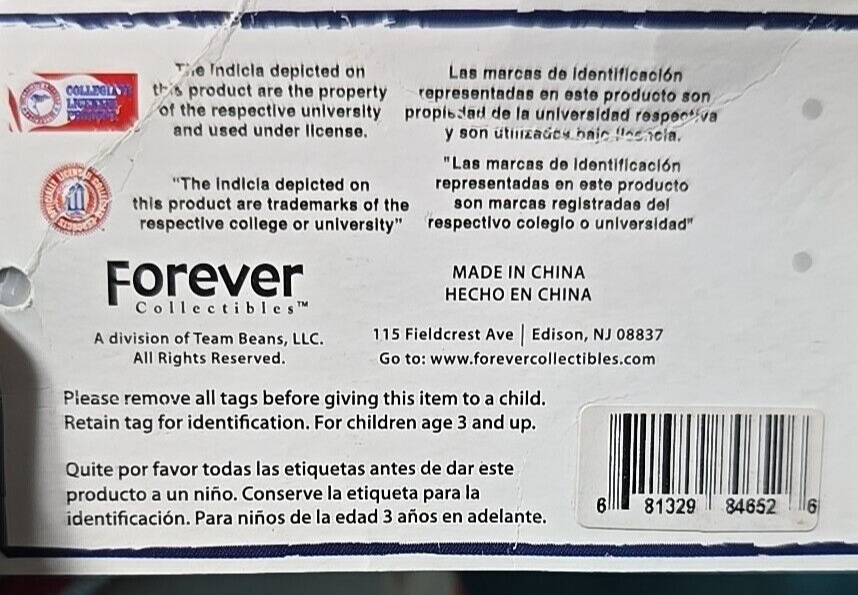 COLLEGIATE
LICENSED
PRODUCT
The Indicia depicted on
this product are the property
of the respective university
and used under license.
Las marcas de identificación
representadas en este producto son
propiedad de la universidad respectiva
y son utilizadas bajo licencia.
OFFICIALLY LICENSED COLLEGIATE PRODUCTS
"The indicia depicted on
this product are trademarks of the
respective college or university"
"Las marcas de identificación
representadas en este producto
son marcas registradas del
respectivo colegio o universidad"
Forever
Collectibles™
MADE IN CHINA
HECHO EN CHINA
A division of Team Beans, LLC.
All Rights Reserved.
115 Fieldcrest Ave | Edison, NJ 08837
Go to: www.forevercollectibles.com
Please remove all tags before giving this item to a child.
Retain tag for identification. For children age 3 and up.
Quite por favor todas las etiquetas antes de dar este
producto a un niño. Conserve la etiqueta para la
identificación. Para niños de la edad 3 años en adelante.
6 81329 84652 6